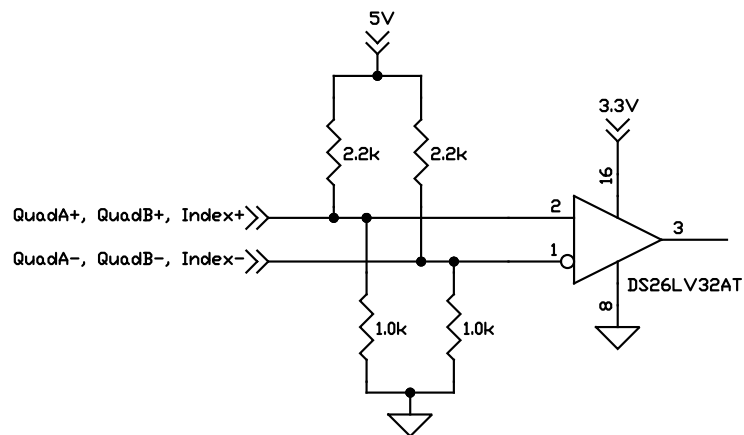 5V
3.3V
2.2k
2.2k
16
QuadA+, QuadB+, Index+
2
3
QuadA-, QuadB-, Index-
1
DS26LV32AT
8
1.0k
1.0k